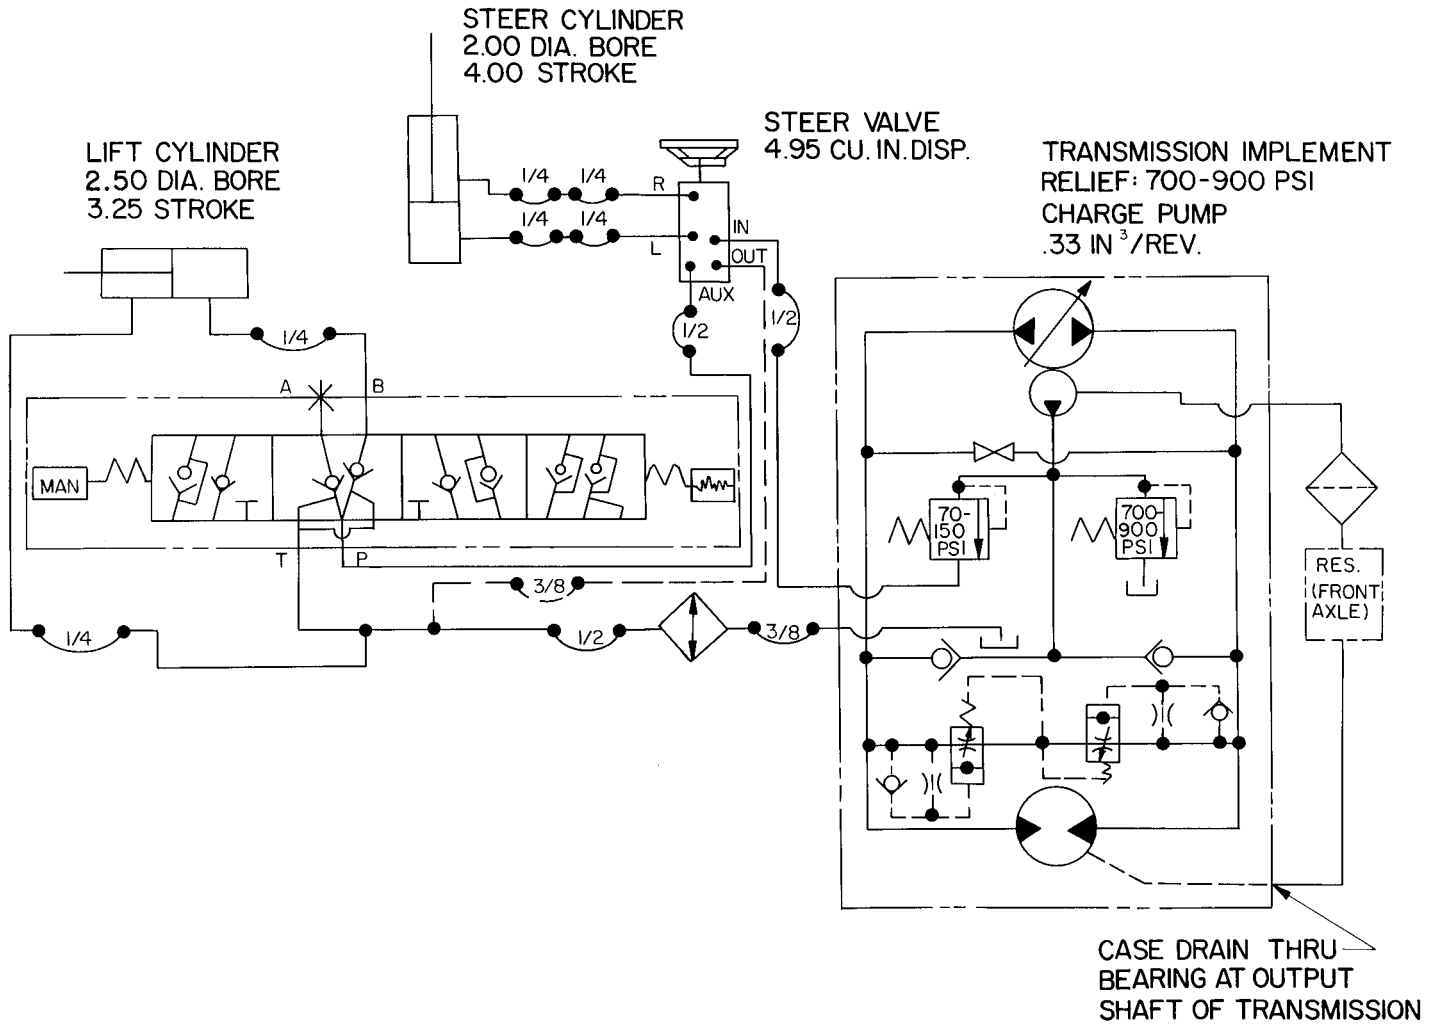 STEER CYLINDER
2.00 DIA. BORE
4.00 STROKE
LIFT CYLINDER
2.50 DIA. BORE
3.25 STROKE
STEER VALVE
4.95 CU. IN. DISP.
TRANSMISSION IMPLEMENT
RELIEF: 700-900 PSI
CHARGE PUMP
.33 IN³/REV.
1/4
1/4
R
1/4
1/4
L
IN
OUT
AUX
1/2
1/2
1/4
A
B
MAN
T
P
3/8
1/4
1/2
3/8
70-
150
PSI
700-
900
PSI
RES.
(FRONT
AXLE)
CASE DRAIN THRU
BEARING AT OUTPUT
SHAFT OF TRANSMISSION